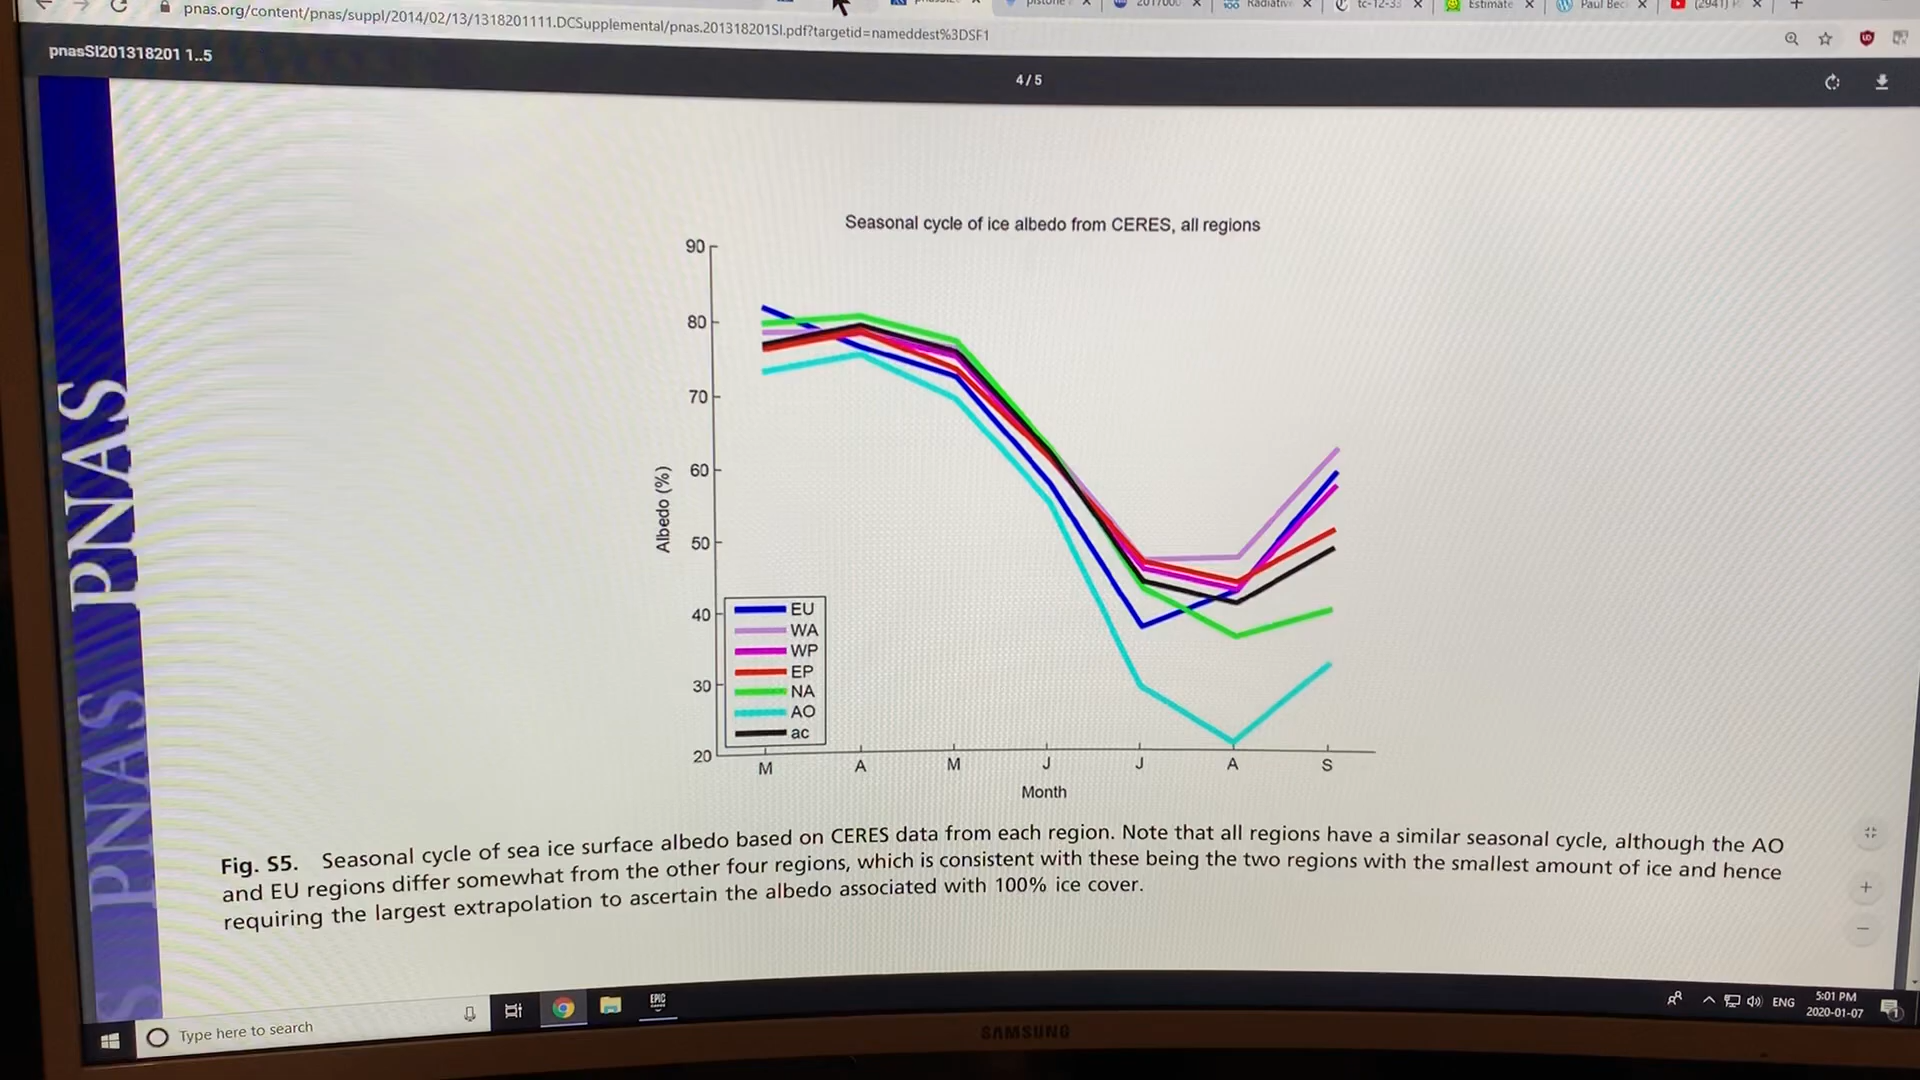 pnas.org/content/pnas/suppl/2014/02/13/1318201111.DCSupplemental/pnas.201318201SI.pdf?targetid=nameddest%3DSF1
pnasSI201318201 1..5
4 / 5
PNAS
PNAS
Seasonal cycle of ice albedo from CERES, all regions
90
80
70
60
50
40
30
20
Albedo (%)
EU
WA
WP
EP
NA
AO
ac
M A M J J A S
Month
Fig. S5. Seasonal cycle of sea ice surface albedo based on CERES data from each region. Note that all regions have a similar seasonal cycle, although the AO
and EU regions differ somewhat from the other four regions, which is consistent with these being the two regions with the smallest amount of ice and hence
requiring the largest extrapolation to ascertain the albedo associated with 100% ice cover.
Type here to search
EPIC
ENG
5:01 PM
2020-01-07
SAMSUNG